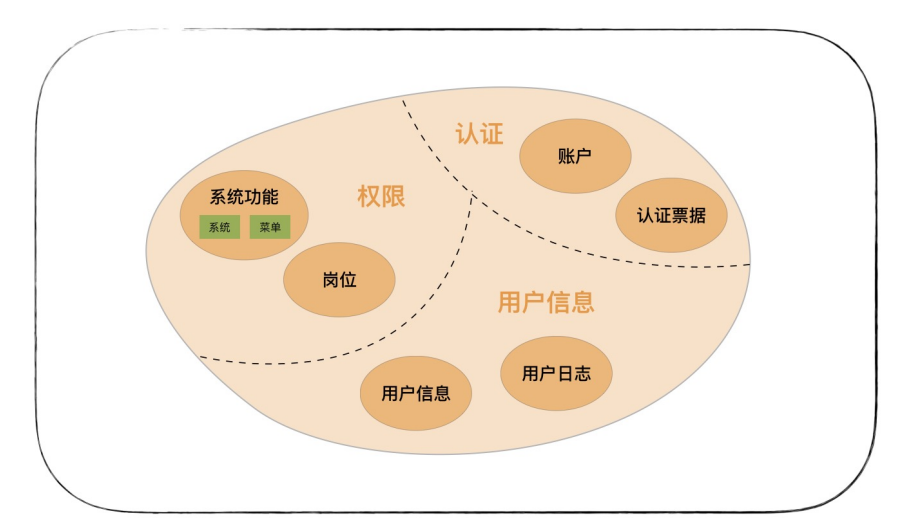 认证
账户
系统功能
权限
认证票据
系统 菜单
岗位
用户信息
用户日志
用户信息